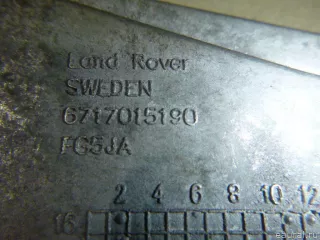 Land Rover
SWEDEN
6717015190
FG5JA
2 4 6 8 10 12
16